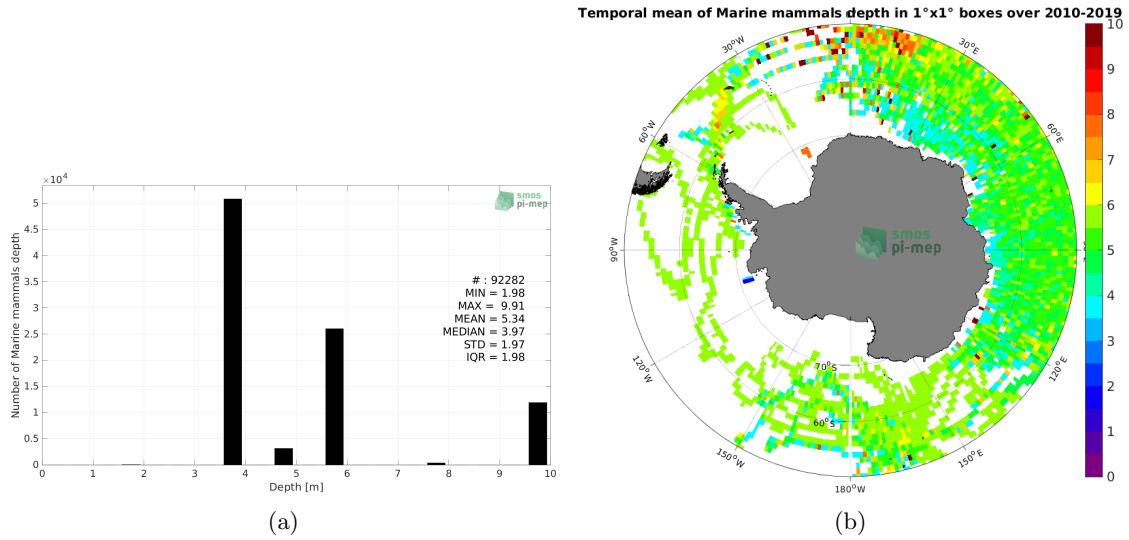 ×10⁴
5
4.5
4
3.5
3
2.5
2
1.5
1
0.5
0
Number of Marine mammals depth
smos
pi-mep
# : 92282
MIN = 1.98
MAX = 9.91
MEAN = 5.34
MEDIAN = 3.97
STD = 1.97
IQR = 1.98
0 1 2 3 4 5 6 7 8 9 10
Depth [m]
(a)
Temporal mean of Marine mammals depth in 1°x1° boxes over 2010-2019
30°W
30°E
60°W
60°E
90°W
120°W
120°E
150°W
150°E
180°W
70°S
60°S
smos
pi-mep
10
9
8
7
6
5
4
3
2
1
0
(b)